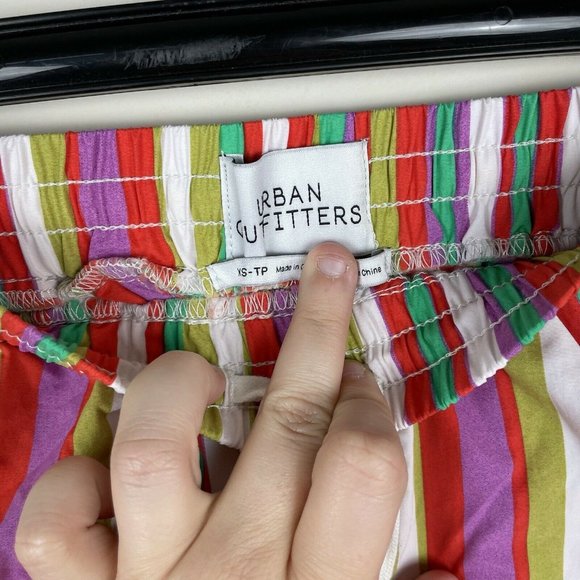 URBAN
OUTFITTERS
XS-TP Made in China